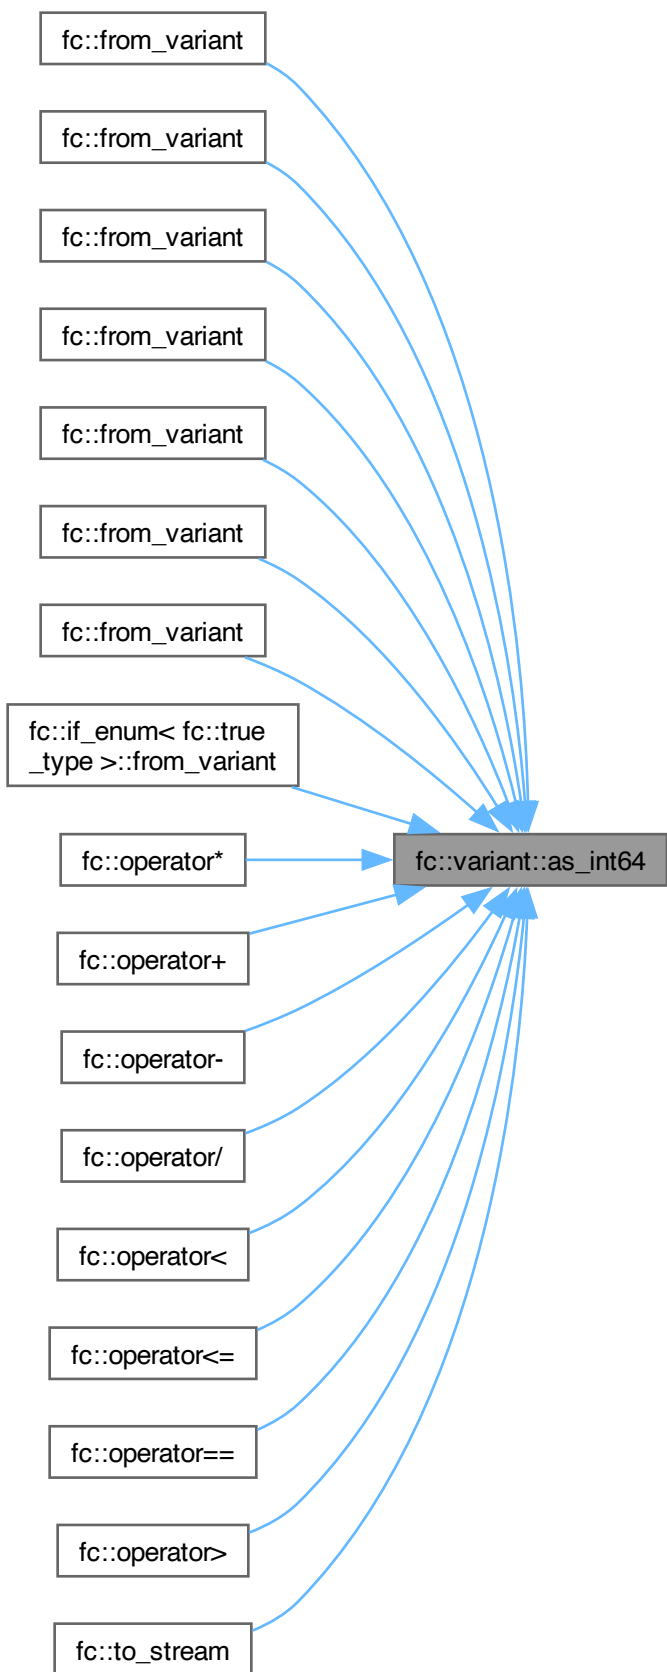 fc::from_variant
fc::from_variant
fc::from_variant
fc::from_variant
fc::from_variant
fc::from_variant
fc::from_variant
fc::if_enum< fc::true
_type >::from_variant
fc::operator*
fc::variant::as_int64
fc::operator+
fc::operator-
fc::operator/
fc::operator<
fc::operator<=
fc::operator==
fc::operator>
fc::to_stream